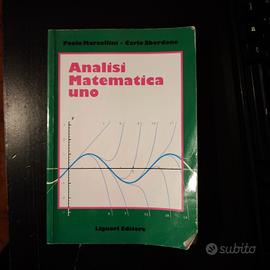 Paolo Marcellini - Carlo Sbordone
Analisi
Matematica
uno
Liguori Editore
subito